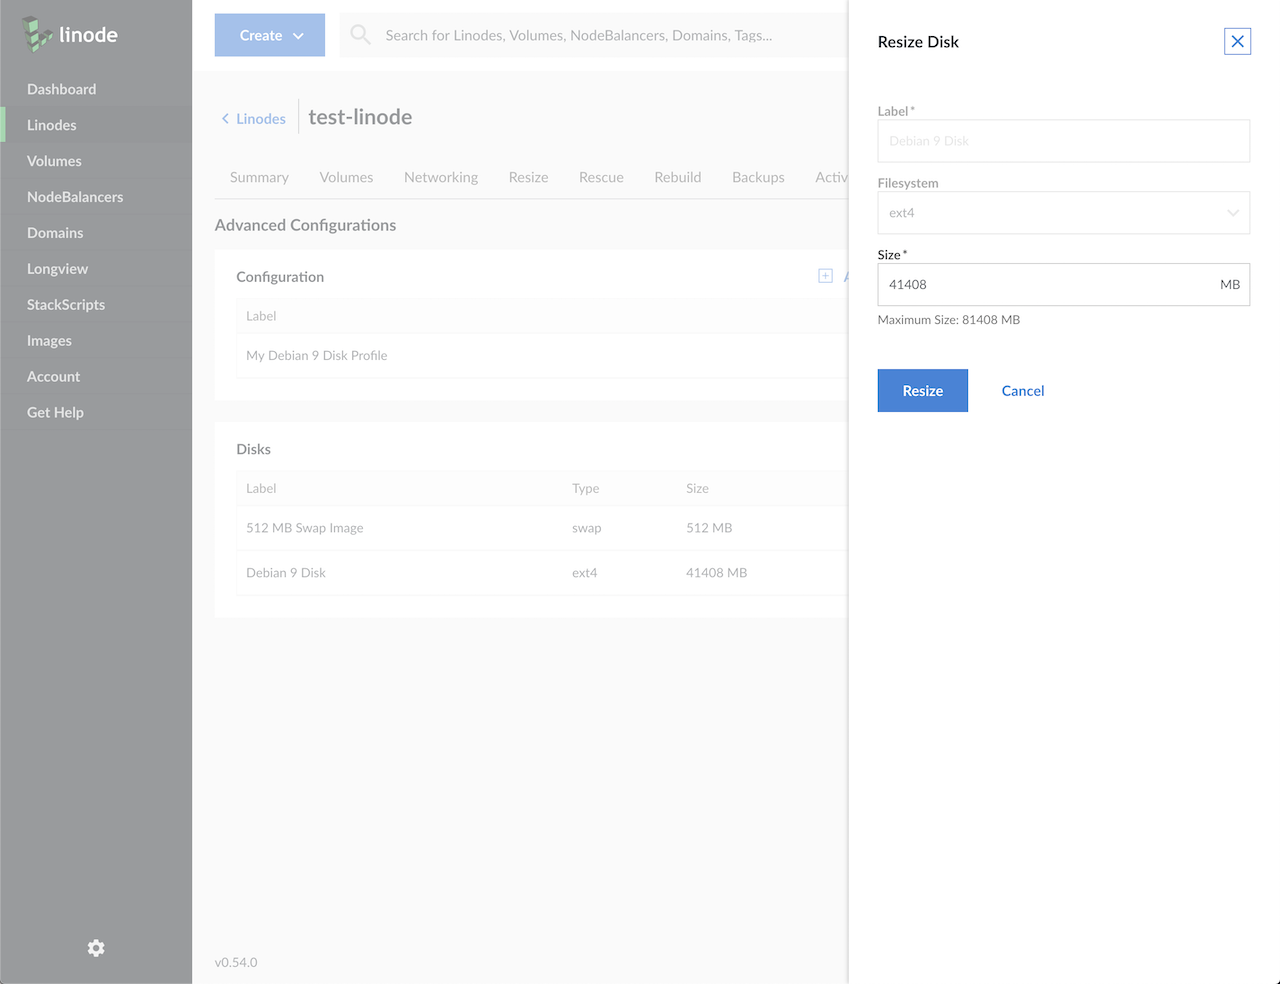 linode
Dashboard
Linodes
Volumes
NodeBalancers
Domains
Longview
StackScripts
Images
Account
Get Help
Create
Search for Linodes, Volumes, NodeBalancers, Domains, Tags...
Linodes
test-linode
Summary Volumes Networking Resize Rescue Rebuild Backups Activ
Advanced Configurations
Configuration
Label
My Debian 9 Disk Profile
Disks
Label Type Size
512 MB Swap Image swap 512 MB
Debian 9 Disk ext4 41408 MB
v0.54.0
Resize Disk
Label*
Debian 9 Disk
Filesystem
ext4
Size*
41408 MB
Maximum Size: 81408 MB
Resize Cancel